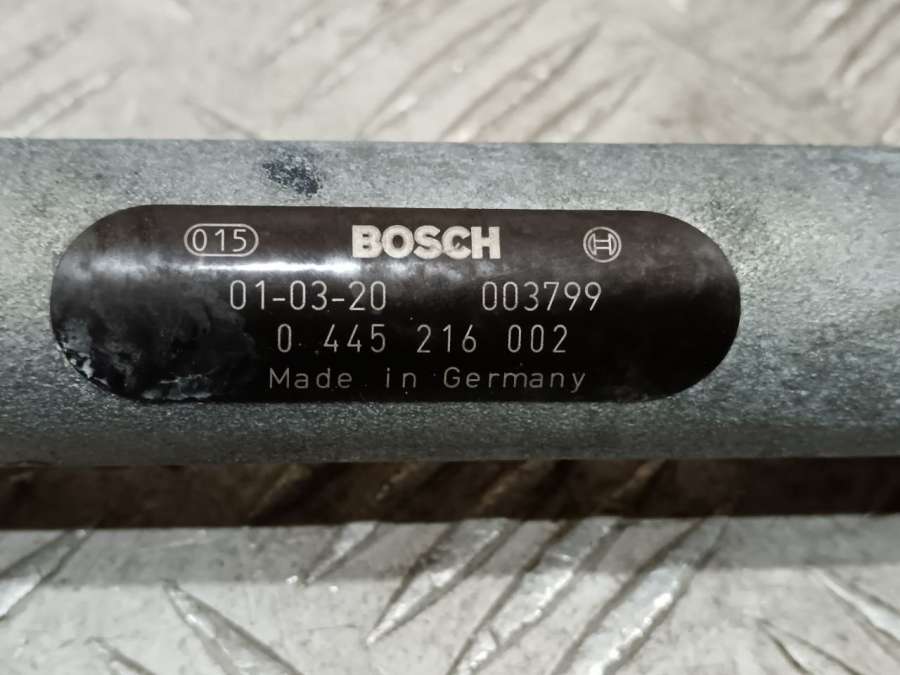 015 BOSCH
01-03-20 003799
0 445 216 002
Made in Germany